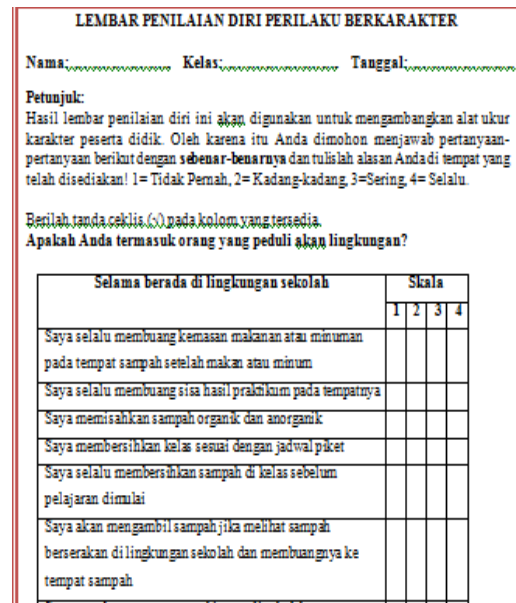 LEMBAR PENILAIAN DIRI PERILAKU BERKARAKTER
Nama: Kelas: Tanggal:
Petunjuk:
Hasil lembar penilaian diri ini akan digunakan untuk mengambangkan alat ukur
karakter peserta didik. Oleh karena itu Anda dimohon menjawab pertanyaan-
pertanyaan berikut dengan sebenar-benarnya dan tulislah alasan Anda di tempat yang
telah disediakan! 1= Tidak Pernah, 2= Kadang-kadang, 3=Sering, 4= Selalu.
Berilah tanda ceklis (√) pada kolom yang tersedia.
Apakah Anda termasuk orang yang peduli akan lingkungan?
Selama berada di lingkungan sekolah Skala
1 2 3 4
Saya selalu membuang kemasan makanan atau minuman
pada tempat sampah setelah makan atau minum
Saya selalu membuang sisa hasil praktikum pada tempatnya
Saya memisahkan sampah organik dan anorganik
Saya membersihkan kelas sesuai dengan jadwal piket
Saya selalu membersihkan sampah di kelas sebelum
pelajaran dimulai
Saya akan mengambil sampah jika melihat sampah
berserakan di lingkungan sekolah dan membuangnya ke
tempat sampah